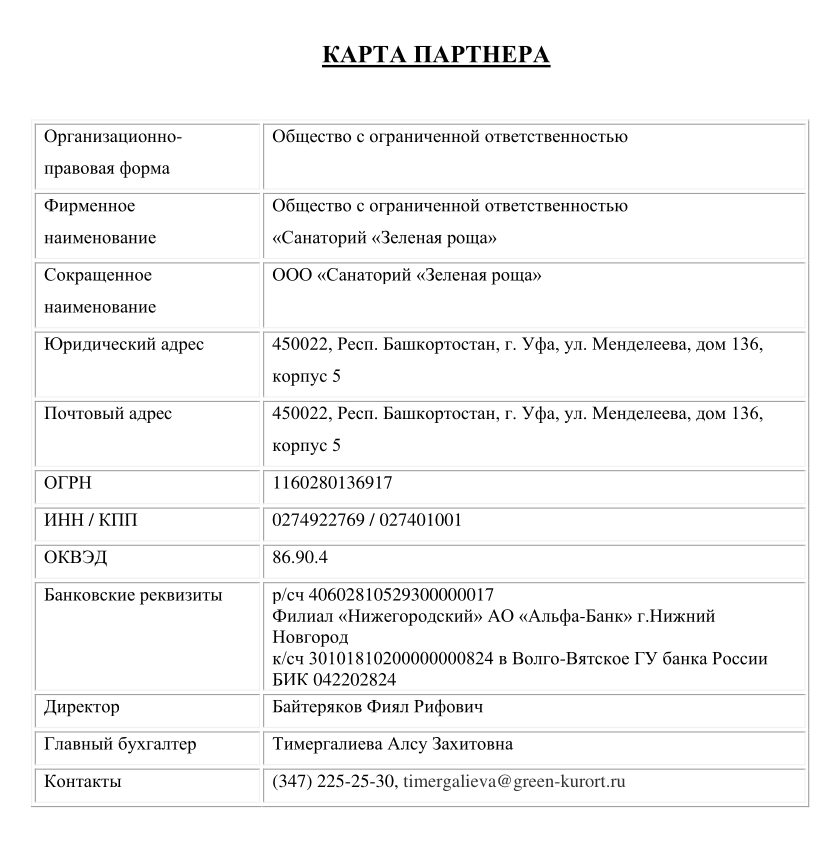 КАРТА ПАРТНЕРА
Организационно-
правовая форма
Общество с ограниченной ответственностью
Фирменное
наименование
Общество с ограниченной ответственностью
«Санаторий «Зеленая роща»
Сокращенное
наименование
ООО «Санаторий «Зеленая роща»
Юридический адрес
450022, Респ. Башкортостан, г. Уфа, ул. Менделеева, дом 136,
корпус 5
Почтовый адрес
450022, Респ. Башкортостан, г. Уфа, ул. Менделеева, дом 136,
корпус 5
ОГРН
1160280136917
ИНН / КПП
0274922769 / 027401001
ОКВЭД
86.90.4
Банковские реквизиты
р/сч 40602810529300000017
Филиал «Нижегородский» АО «Альфа-Банк» г.Нижний
Новгород
к/сч 30101810200000000824 в Волго-Вятское ГУ банка России
БИК 042202824
Директор
Байтеряков Фиял Рифович
Главный бухгалтер
Тимергалиева Алсу Захитовна
Контакты
(347) 225-25-30, timergalieva@green-kurort.ru